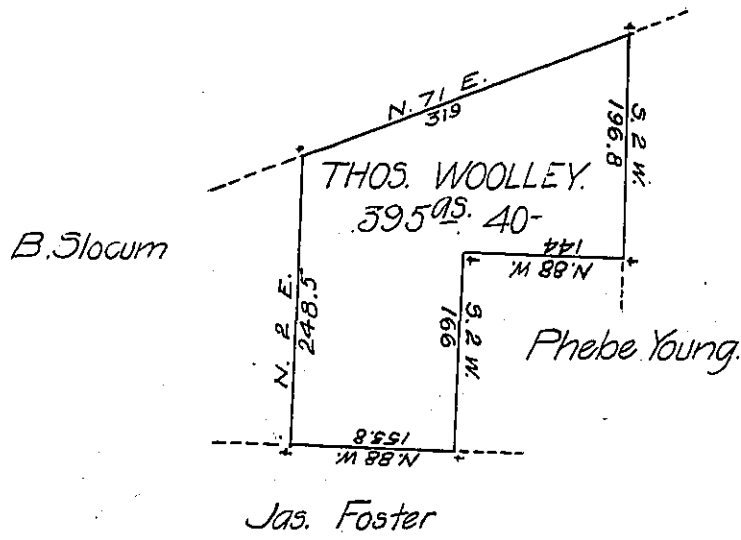 N. 71 E.
319
S. 2 W.
196.8
THOS. WOOLLEY.
395 as. 40-
B. Slocum
N. 88 W.
144
N. 2 E.
248.5
S. 2 W.
166
Phebe Young.
N. 88 W.
155.8
Jas. Foster